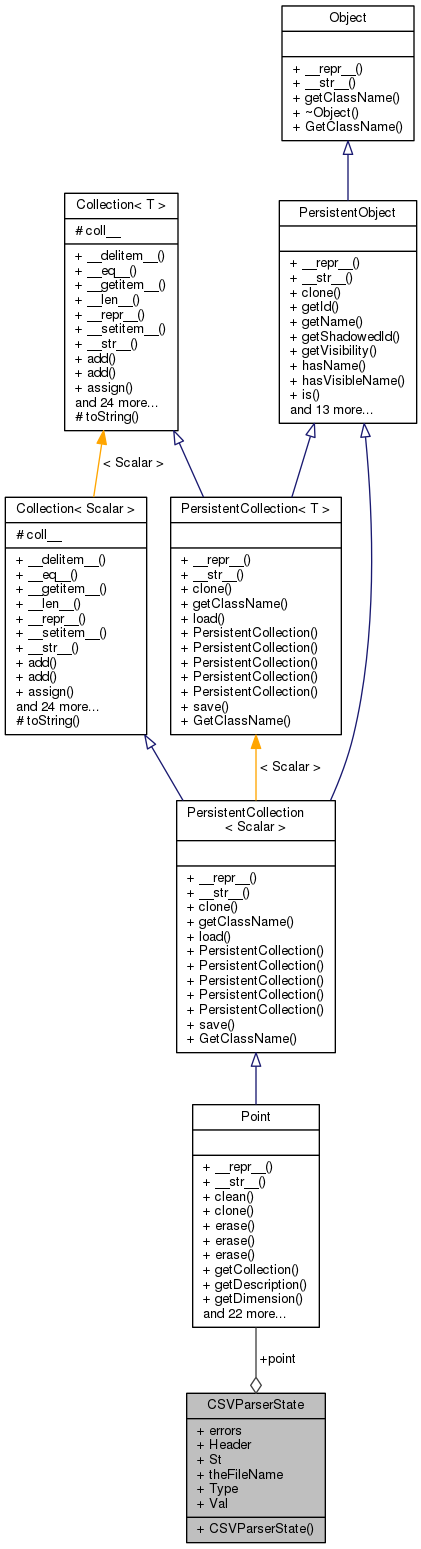 Object
+ __repr__()
+ __str__()
+ getClassName()
+ ~Object()
+ GetClassName()
Collection< T >
# coll__
+ __delitem__()
+ __eq__()
+ __getitem__()
+ __len__()
+ __repr__()
+ __setitem__()
+ __str__()
+ add()
+ add()
+ assign()
and 24 more...
# toString()
PersistentObject
+ __repr__()
+ __str__()
+ clone()
+ getId()
+ getName()
+ getShadowedId()
+ getVisibility()
+ hasName()
+ hasVisibleName()
+ is()
and 13 more...
< Scalar >
Collection< Scalar >
# coll__
+ __delitem__()
+ __eq__()
+ __getitem__()
+ __len__()
+ __repr__()
+ __setitem__()
+ __str__()
+ add()
+ add()
+ assign()
and 24 more...
# toString()
PersistentCollection< T >
+ __repr__()
+ __str__()
+ clone()
+ getClassName()
+ load()
+ PersistentCollection()
+ PersistentCollection()
+ PersistentCollection()
+ PersistentCollection()
+ PersistentCollection()
+ save()
+ GetClassName()
< Scalar >
PersistentCollection
< Scalar >
+ __repr__()
+ __str__()
+ clone()
+ getClassName()
+ load()
+ PersistentCollection()
+ PersistentCollection()
+ PersistentCollection()
+ PersistentCollection()
+ PersistentCollection()
+ save()
+ GetClassName()
Point
+ __repr__()
+ __str__()
+ clean()
+ clone()
+ erase()
+ erase()
+ erase()
+ getCollection()
+ getDescription()
+ getDimension()
and 22 more...
+point
CSVParserState
+ errors
+ Header
+ St
+ theFileName
+ Type
+ Val
+ CSVParserState()